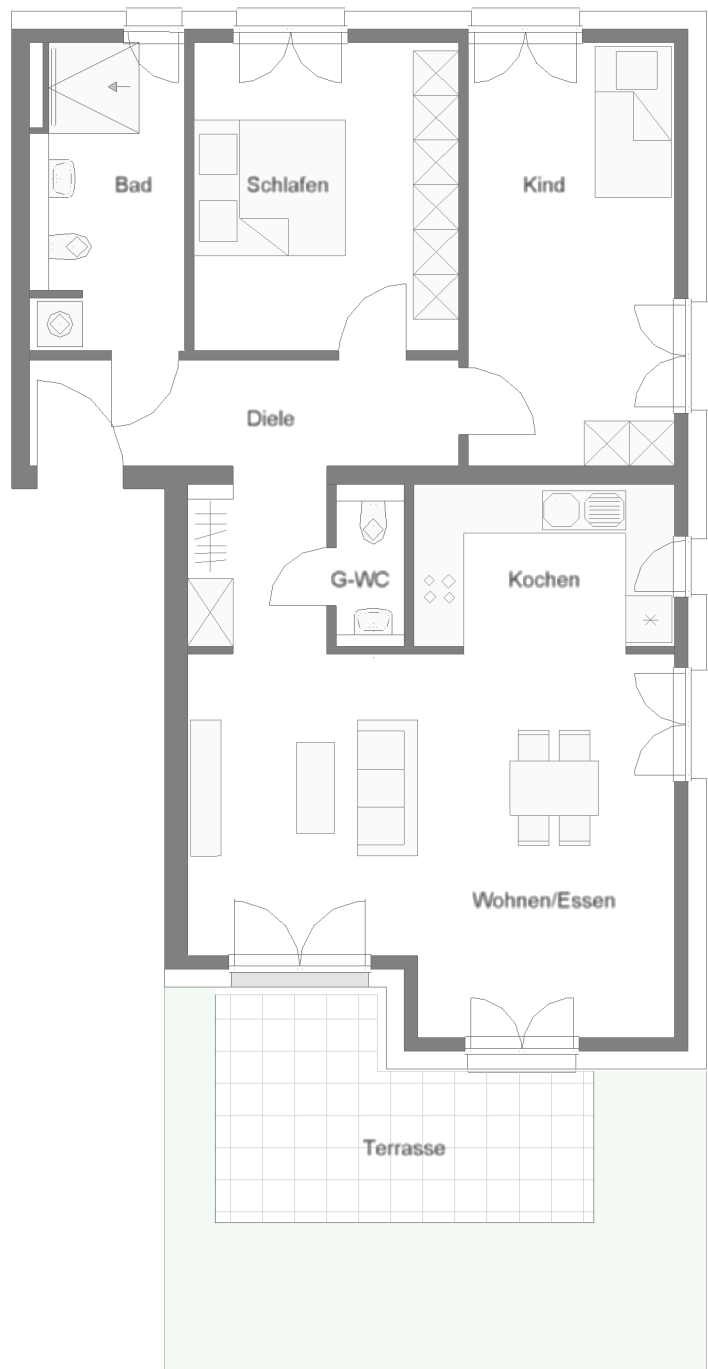 Bad
Schlafen
Kind
Diele
G-WC
Kochen
Wohnen/Essen
Terrasse